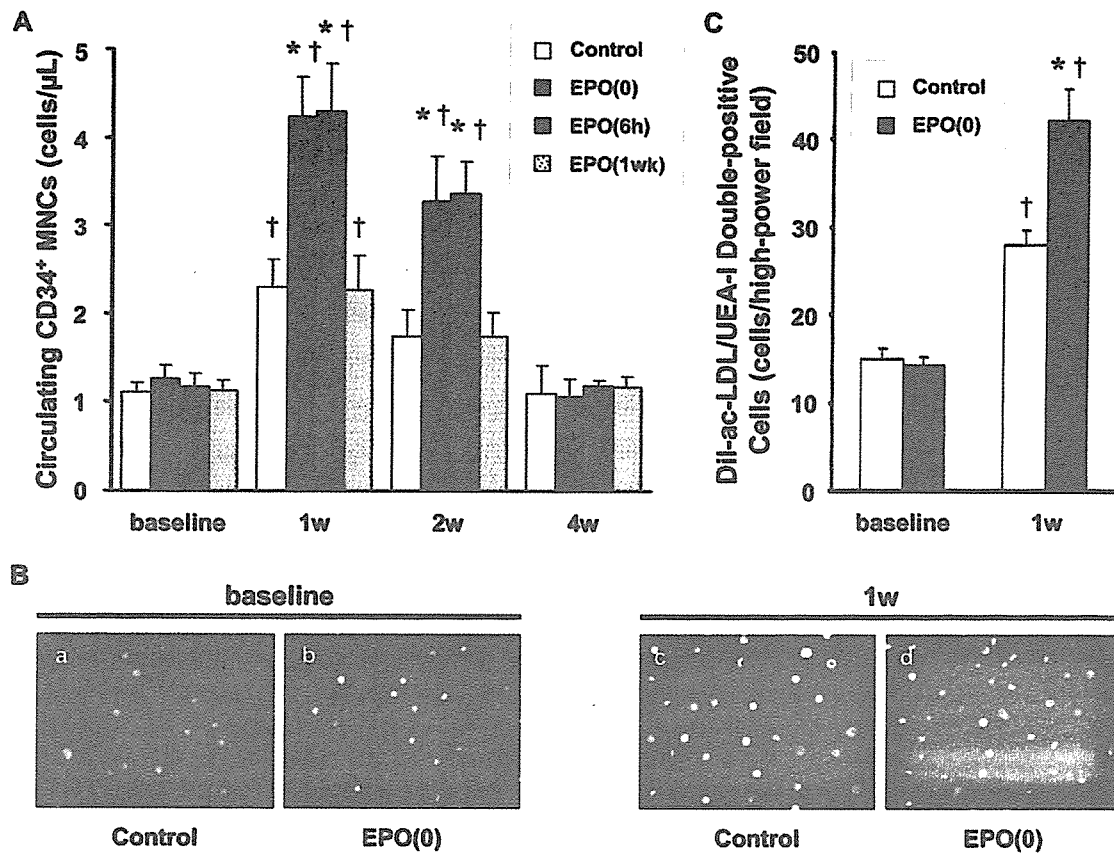 A
Circulating CD34⁺ MNCs (cells/μL)
5
4
3
2
1
0
* † * †
† †
* † * †
baseline 1w 2w 4w
Control
EPO(0)
EPO(6h)
EPO(1wk)
C
Dil-ac-LDL/UEA-I Double-positive
Cells (cells/high-power field)
50
40
30
20
10
0
Control
EPO(0)
* †
†
baseline 1w
B
baseline 1w
a b c d
Control EPO(0) Control EPO(0)